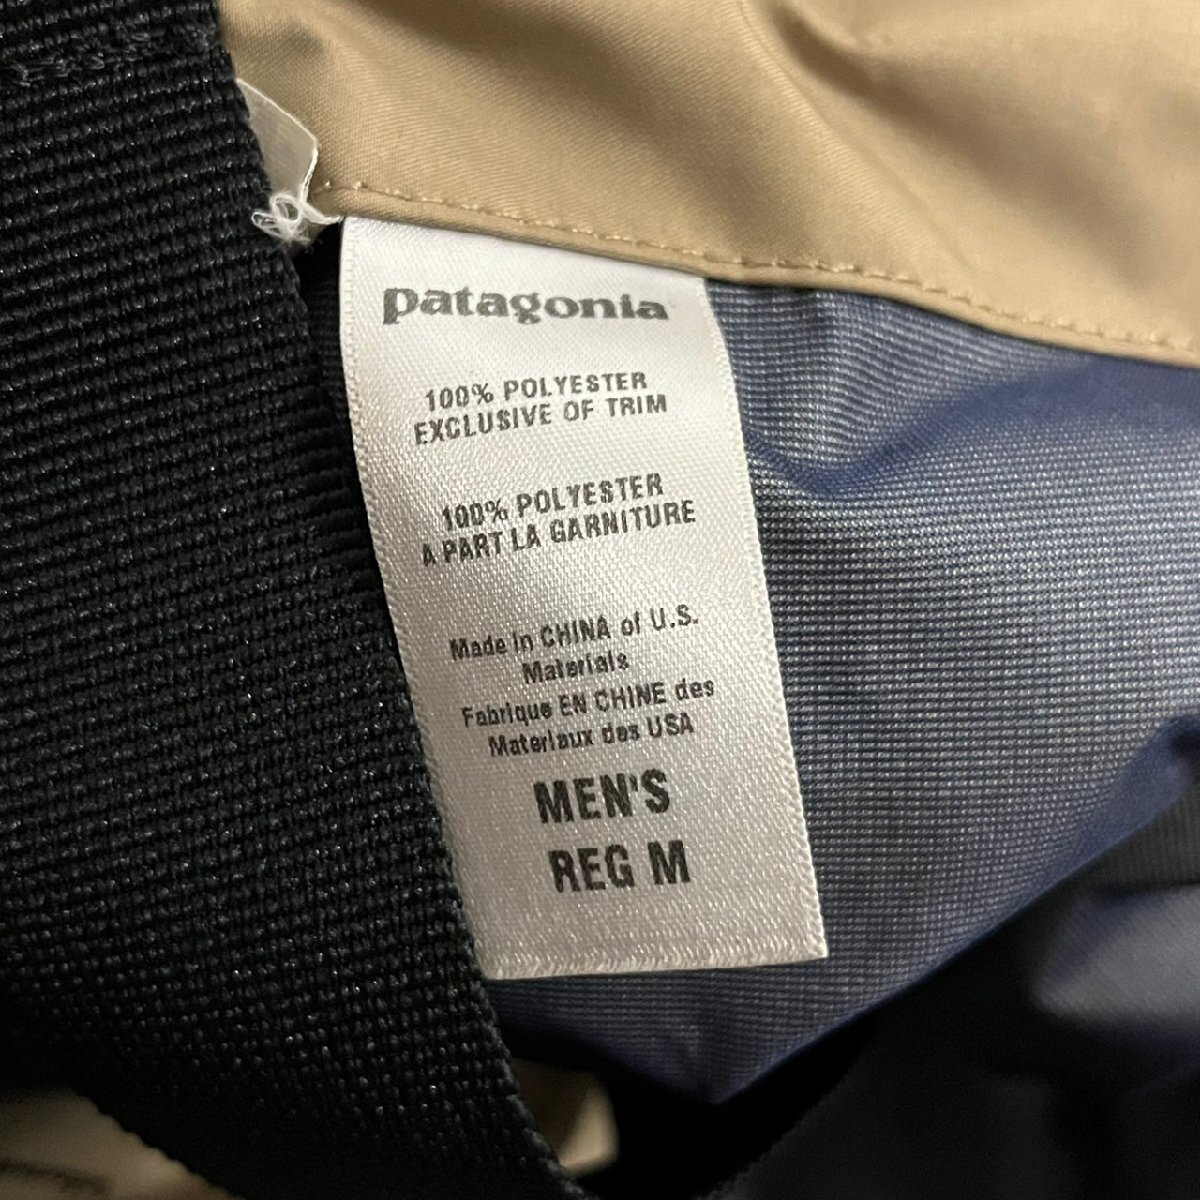 patagonia
100% POLYESTER
EXCLUSIVE OF TRIM
100% POLYESTER
A PART LA GARNITURE
Made in CHINA of U.S.
Materials
Fabrique EN CHINE des
Materiaux des USA
MEN'S
REG M